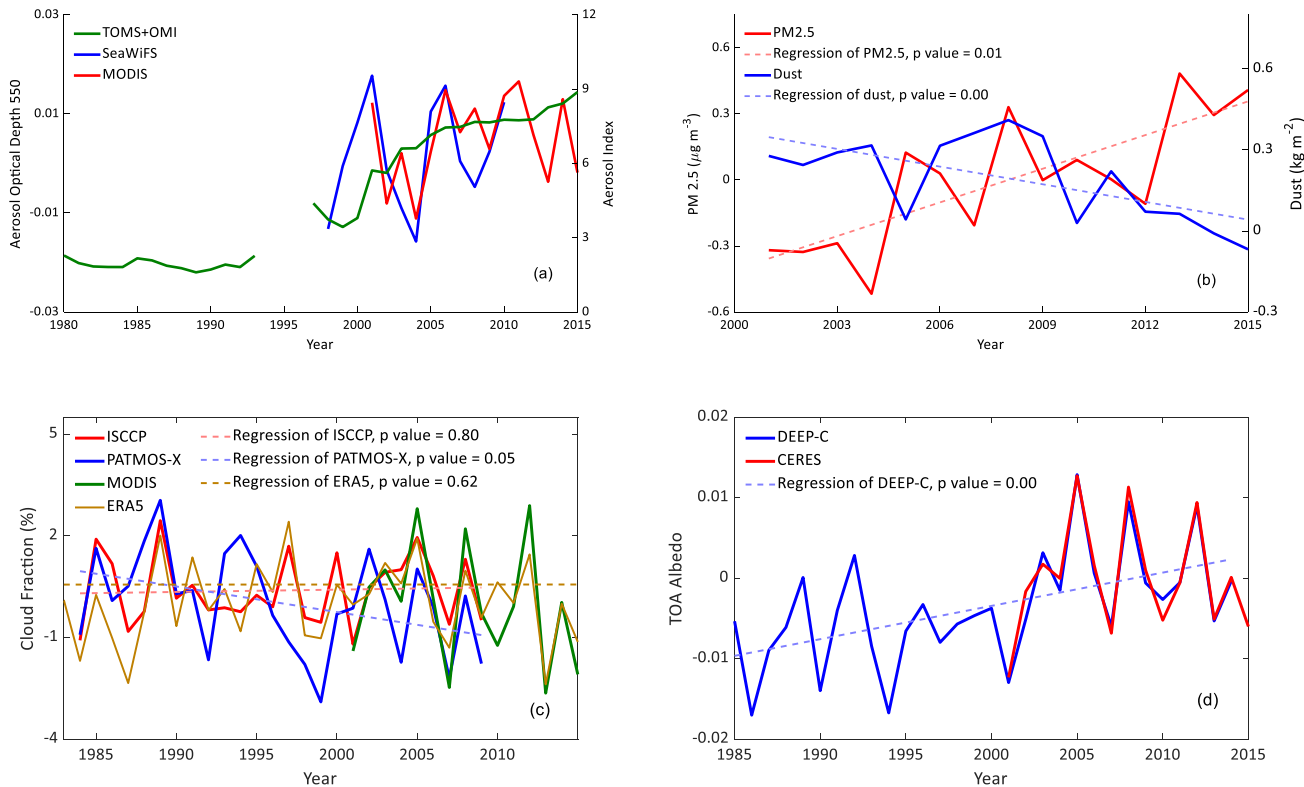 0.03
0.01
-0.01
-0.03
Aerosol Optical Depth 550
TOMS+OMI
SeaWiFS
MODIS
12
9
6
3
0
Aerosol Index
(a)
1980 1985 1990 1995 2000 2005 2010 2015
Year
0.6
0.3
0
-0.3
-0.6
PM 2.5 (μg m-3)
PM2.5
Regression of PM2.5, p value = 0.01
Dust
Regression of dust, p value = 0.00
0.6
0.3
0
-0.3
Dust (kg m-2)
(b)
2000 2003 2006 2009 2012 2015
Year
5
2
-1
-4
Cloud Fraction (%)
ISCCP
PATMOS-X
MODIS
ERA5
Regression of ISCCP, p value = 0.80
Regression of PATMOS-X, p value = 0.05
Regression of ERA5, p value = 0.62
(c)
1985 1990 1995 2000 2005 2010 2015
Year
0.02
0.01
0
-0.01
-0.02
TOA Albedo
DEEP-C
CERES
Regression of DEEP-C, p value = 0.00
(d)
1985 1990 1995 2000 2005 2010 2015
Year